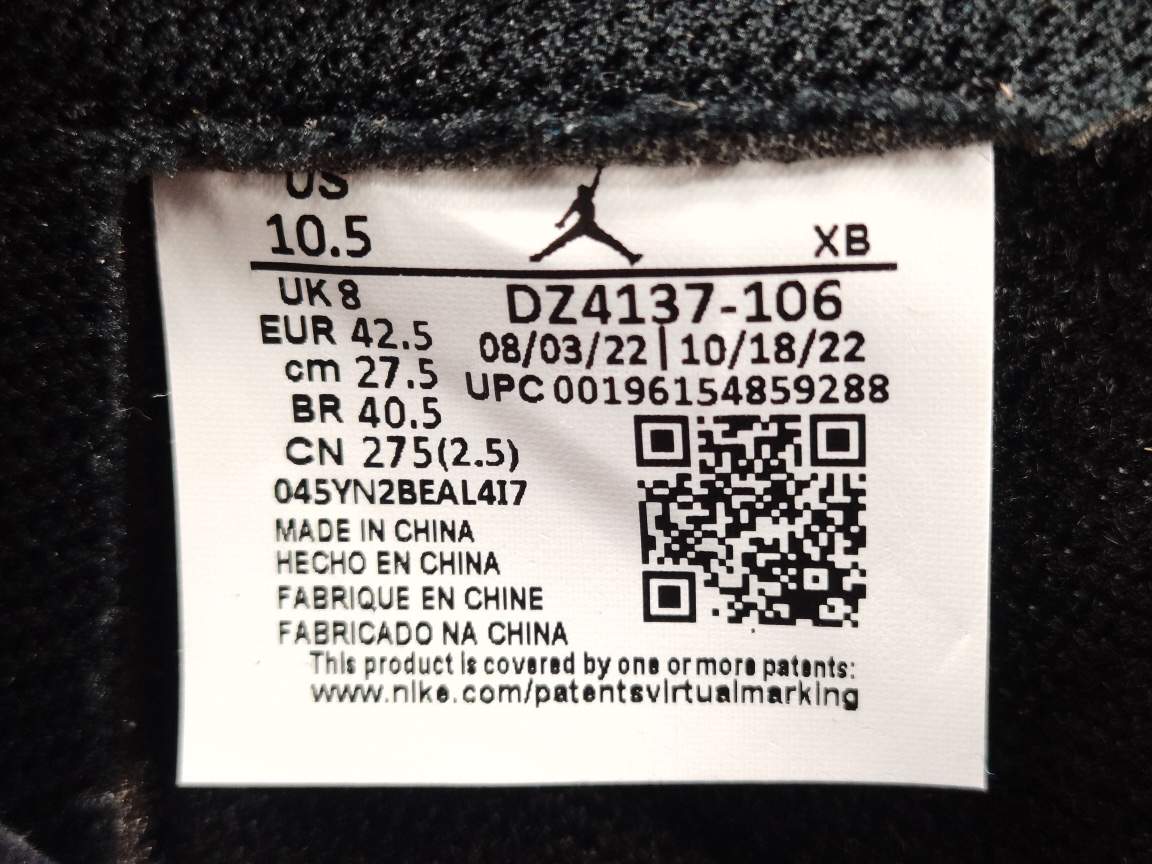 US
10.5
XB
UK 8
DZ4137-106
EUR 42.5
08/03/22 | 10/18/22
cm 27.5
UPC 00196154859288
BR 40.5
CN 275(2.5)
045YN2BEAL4I7
MADE IN CHINA
HECHO EN CHINA
FABRIQUE EN CHINE
FABRICADO NA CHINA
This product is covered by one or more patents:
www.nike.com/patentsvirtualmarking